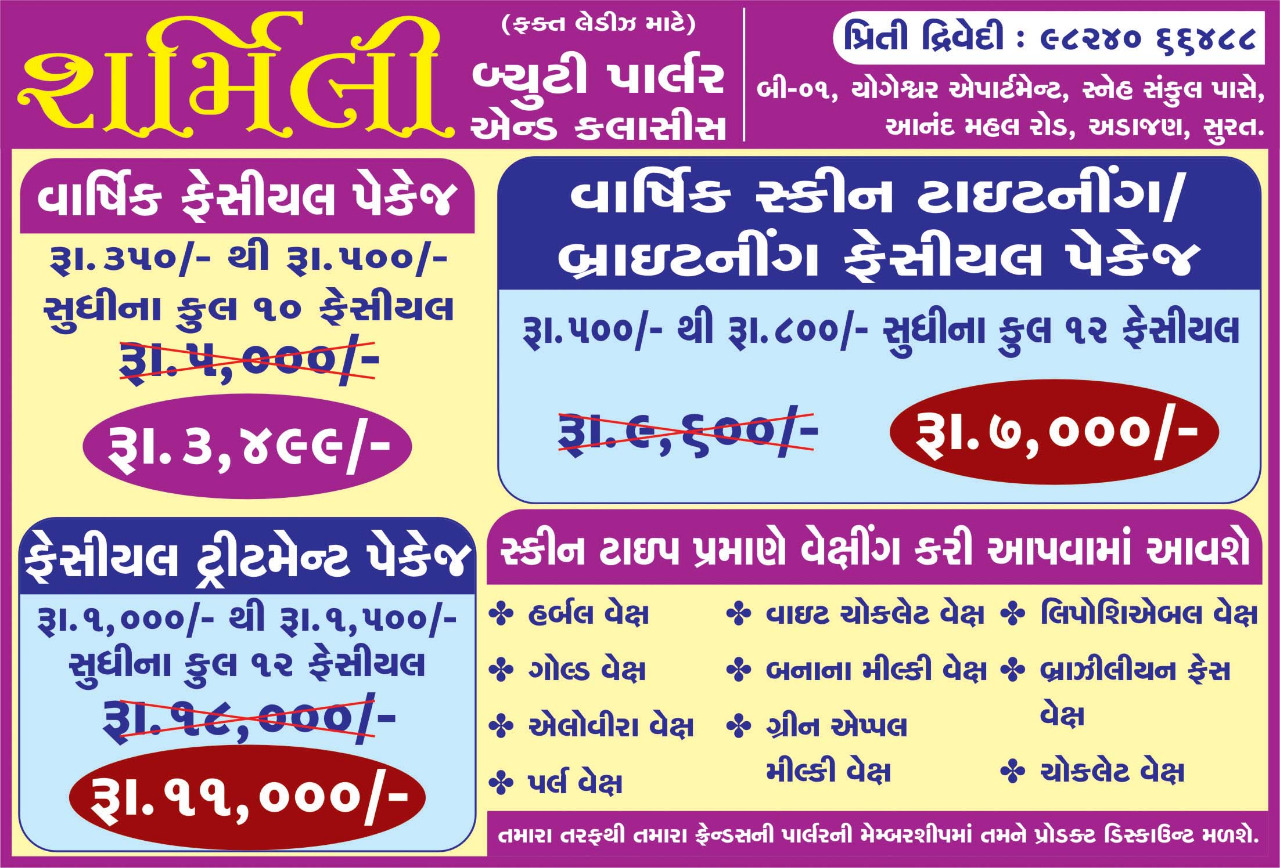 શર્મિલી
(ફક્ત લેડીઝ માટે)
બ્યુટી પાર્લર
એન્ડ કલાસીસ
પ્રિતી દ્વિવેદી : ૯૮૨૪૦ ૬૬૪૮૮
બી-૦૧, યોગેશ્વર એપાર્ટમેન્ટ, સ્નેહ સંકુલ પાસે,
આનંદ મહલ રોડ, અડાજણ, સુરત.
વાર્ષિક ફેસીયલ પેકેજ
રૂા.૩૫૦/- થી રૂા.૫૦૦/-
સુધીના કુલ ૧૦ ફેસીયલ
રૂા.૫,૦૦૦/-
રૂા.૩,૪૯૯/-
વાર્ષિક સ્કીન ટાઇટનીંગ/
બ્રાઇટનીંગ ફેસીયલ પેકેજ
રૂા.૫૦૦/- થી રૂા.૮૦૦/- સુધીના કુલ ૧૨ ફેસીયલ
રૂા.૯,૬૦૦/-
રૂા.૭,૦૦૦/-
ફેસીયલ ટ્રીટમેન્ટ પેકેજ
રૂા.૧,૦૦૦/- થી રૂા.૧,૫૦૦/-
સુધીના કુલ ૧૨ ફેસીયલ
રૂા.૧૮,૦૦૦/-
રૂા.૧૧,૦૦૦/-
સ્કીન ટાઇપ પ્રમાણે વેક્ષીંગ કરી આપવામાં આવશે
✤ હર્બલ વેક્ષ
✤ ગોલ્ડ વેક્ષ
✤ એલોવીરા વેક્ષ
✤ પર્લ વેક્ષ
✤ વાઇટ ચોકલેટ વેક્ષ
✤ બનાના મીલ્કી વેક્ષ
✤ ગ્રીન એપ્પલ
મીલ્કી વેક્ષ
✤ લિપોશિએબલ વેક્ષ
✤ બ્રાઝીલીયન ફેસ
વેક્ષ
✤ ચોકલેટ વેક્ષ
તમારા તરફથી તમારા ફ્રેન્ડસની પાર્લરની મેમ્બરશીપમાં તમને પ્રોડક્ટ ડિસ્કાઉન્ટ મળશે.